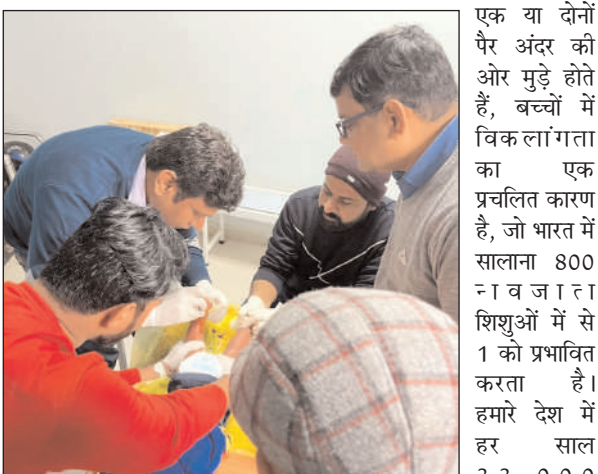 एक या दोनों
पैर अंदर की
ओर मुड़े होते
हैं, बच्चों में
विकलांगता
का एक
प्रचलित कारण
है, जो भारत में
सालाना 800
नवजात
शिशुओं में से
1 को प्रभावित
करता है।
हमारे देश में
हर साल